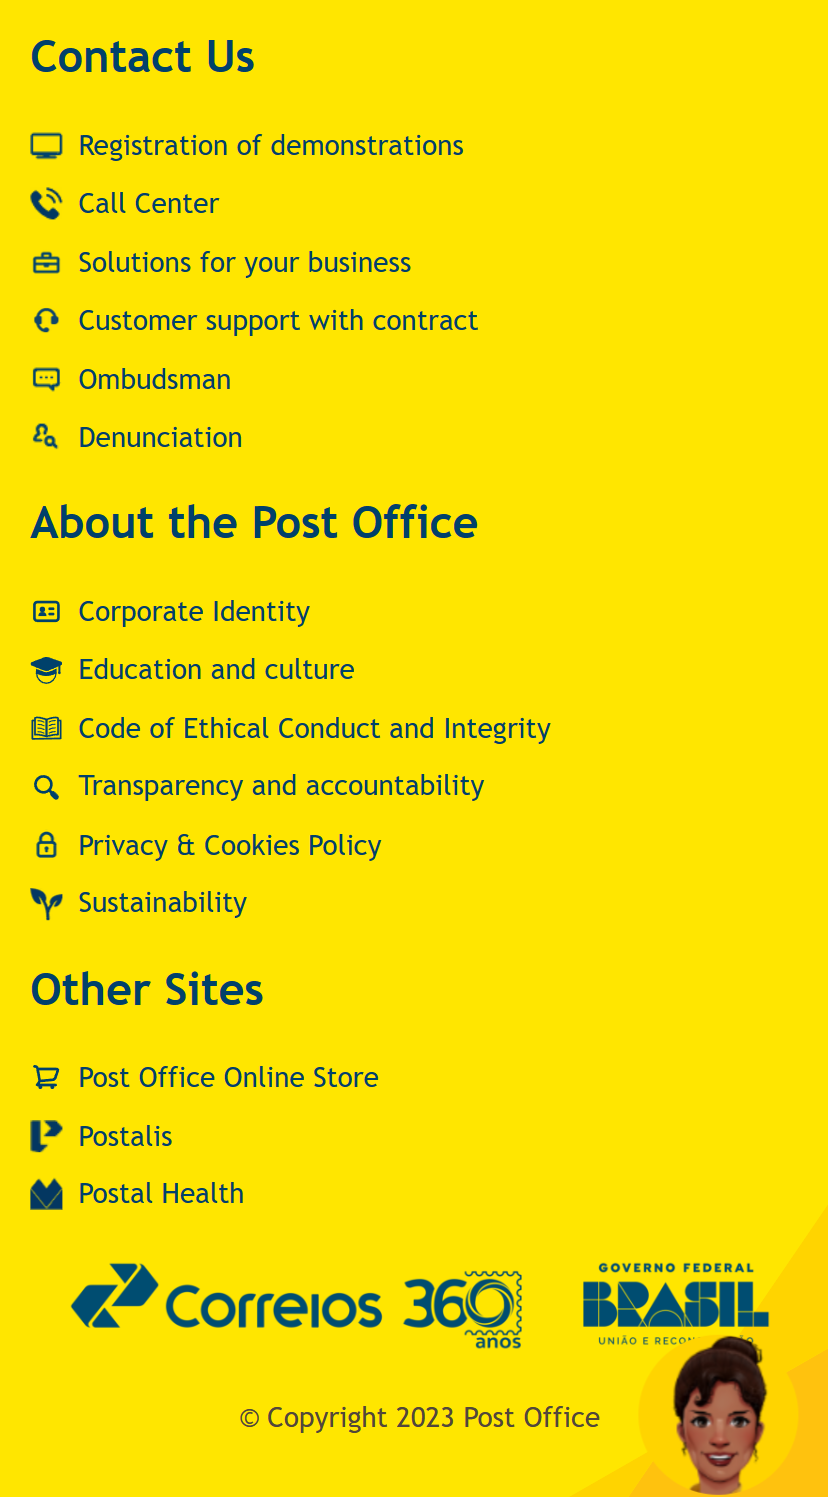 Contact Us
Registration of demonstrations
Call Center
Solutions for your business
Customer support with contract
Ombudsman
Denunciation
About the Post Office
Corporate Identity
Education and culture
Code of Ethical Conduct and Integrity
Transparency and accountability
Privacy & Cookies Policy
Sustainability
Other Sites
Post Office Online Store
Postalis
Postal Health
Correios 360 anos
GOVERNO FEDERAL
BRASIL
UNIÃO E
© Copyright 2023 Post Office